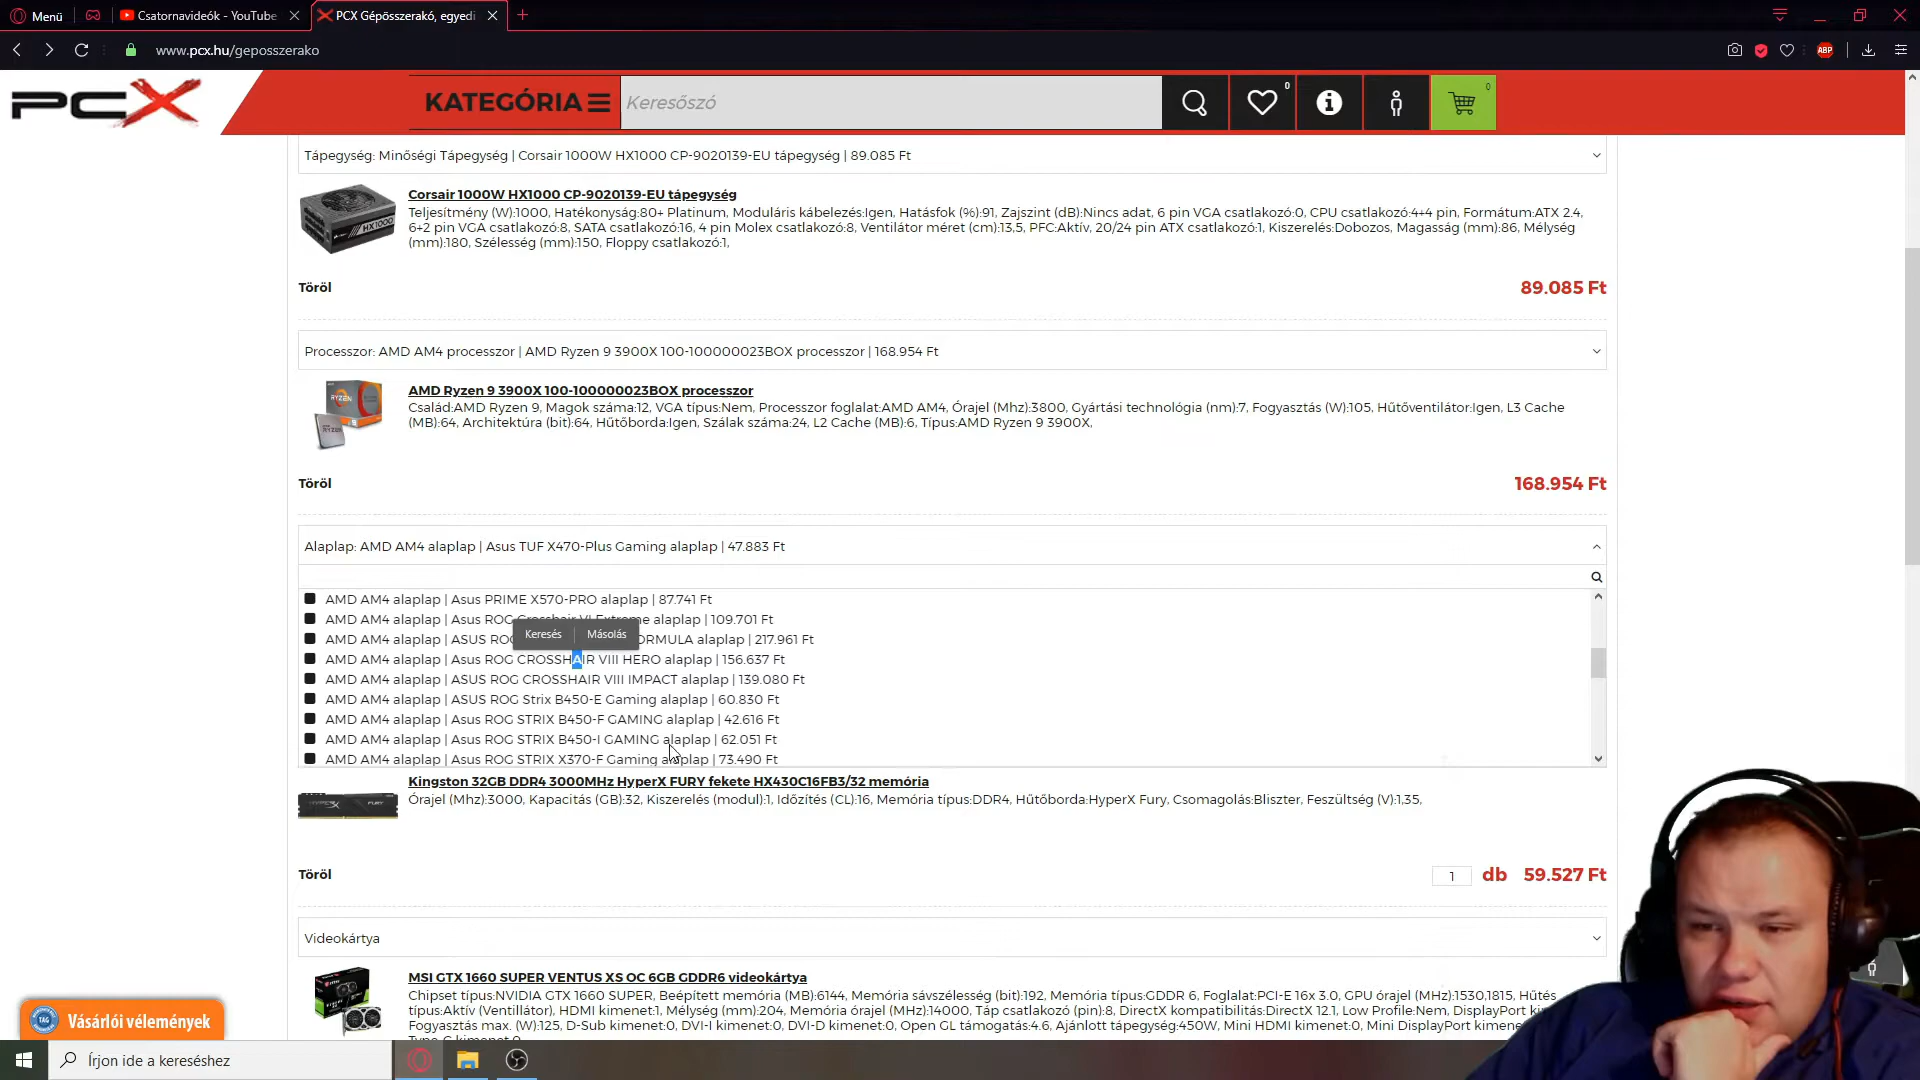 Menü
Csatornavideók - YouTube
PCX Gépösszerakó, egyedi
www.pcx.hu/geposszerako
ABP
PCX
KATEGÓRIA
Keresőszó
0
0
Tápegység: Minőségi Tápegység | Corsair 1000W HX1000 CP-9020139-EU tápegység | 89.085 Ft
Corsair 1000W HX1000 CP-9020139-EU tápegység
Teljesítmény (W):1000, Hatékonyság:80+ Platinum, Moduláris kábelezés:Igen, Hatásfok (%):91, Zajszint (dB):Nincs adat, 6 pin VGA csatlakozó:0, CPU csatlakozó:4+4 pin, Formátum:ATX 2.4,
6+2 pin VGA csatlakozó:8, SATA csatlakozó:16, 4 pin Molex csatlakozó:8, Ventilátor méret (cm):13,5, PFC:Aktív, 20/24 pin ATX csatlakozó:1, Kiszerelés:Dobozos, Magasság (mm):86, Mélység
(mm):180, Szélesség (mm):150, Floppy csatlakozó:1,
Töröl
89.085 Ft
Processzor: AMD AM4 processzor | AMD Ryzen 9 3900X 100-100000023BOX processzor | 168.954 Ft
AMD Ryzen 9 3900X 100-100000023BOX processzor
Család:AMD Ryzen 9, Magok száma:12, VGA típus:Nem, Processzor foglalat:AMD AM4, Órajel (Mhz):3800, Gyártási technológia (nm):7, Fogyasztás (W):105, Hűtőventilátor:Igen, L3 Cache
(MB):64, Architektúra (bit):64, Hűtőborda:Igen, Szálak száma:24, L2 Cache (MB):6, Típus:AMD Ryzen 9 3900X,
Töröl
168.954 Ft
Alaplap: AMD AM4 alaplap | Asus TUF X470-Plus Gaming alaplap | 47.883 Ft
AMD AM4 alaplap | Asus PRIME X570-PRO alaplap | 87.741 Ft
AMD AM4 alaplap | Asus ROG Crosshair VI Extreme alaplap | 109.701 Ft
Keresés
Másolás
AMD AM4 alaplap | ASUS ROG ORMULA alaplap | 217.961 Ft
AMD AM4 alaplap | Asus ROG CROSSHAIR VIII HERO alaplap | 156.637 Ft
AMD AM4 alaplap | ASUS ROG CROSSHAIR VIII IMPACT alaplap | 139.080 Ft
AMD AM4 alaplap | ASUS ROG Strix B450-E Gaming alaplap | 60.830 Ft
AMD AM4 alaplap | Asus ROG STRIX B450-F GAMING alaplap | 42.616 Ft
AMD AM4 alaplap | Asus ROG STRIX B450-I GAMING alaplap | 62.051 Ft
AMD AM4 alaplap | Asus ROG STRIX X370-F Gaming alaplap | 73.490 Ft
Kingston 32GB DDR4 3000MHz HyperX FURY fekete HX430C16FB3/32 memória
Órajel (Mhz):3000, Kapacitás (GB):32, Kiszerelés (modul):1, Időzítés (CL):16, Memória típus:DDR4, Hűtőborda:HyperX Fury, Csomagolás:Bliszter, Feszültség (V):1,35,
Töröl
1 db 59.527 Ft
Videokártya
MSI GTX 1660 SUPER VENTUS XS OC 6GB GDDR6 videokártya
Chipset típus:NVIDIA GTX 1660 SUPER, Beépített memória (MB):6144, Memória sávszélesség (bit):192, Memória típus:GDDR 6, Foglalat:PCI-E 16x 3.0, GPU órajel (MHz):1530,1815, Hűtés
típus:Aktív (Ventilátor), HDMI kimenet:1, Mélység (mm):204, Memória órajel (MHz):14000, Táp csatlakozó (pin):8, DirectX kompatibilitás:DirectX 12.1, Low Profile:Nem, DisplayPort
Fogyasztás max. (W):125, D-Sub kimenet:0, DVI-I kimenet:0, DVI-D kimenet:0, Open GL támogatás:4.6, Ajánlott tápegység:450W, Mini HDMI kimenet:0, Mini DisplayPort
Vásárlói vélemények
Írjon ide a kereséshez